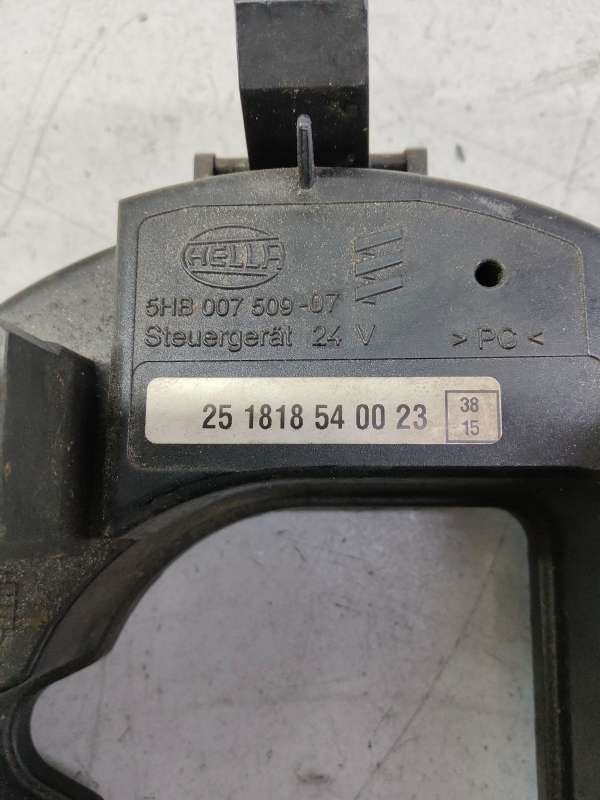 HELLA
5HB 007 509-07
Steuergerät 24 V > PC <
25 1818 54 00 23
38
15